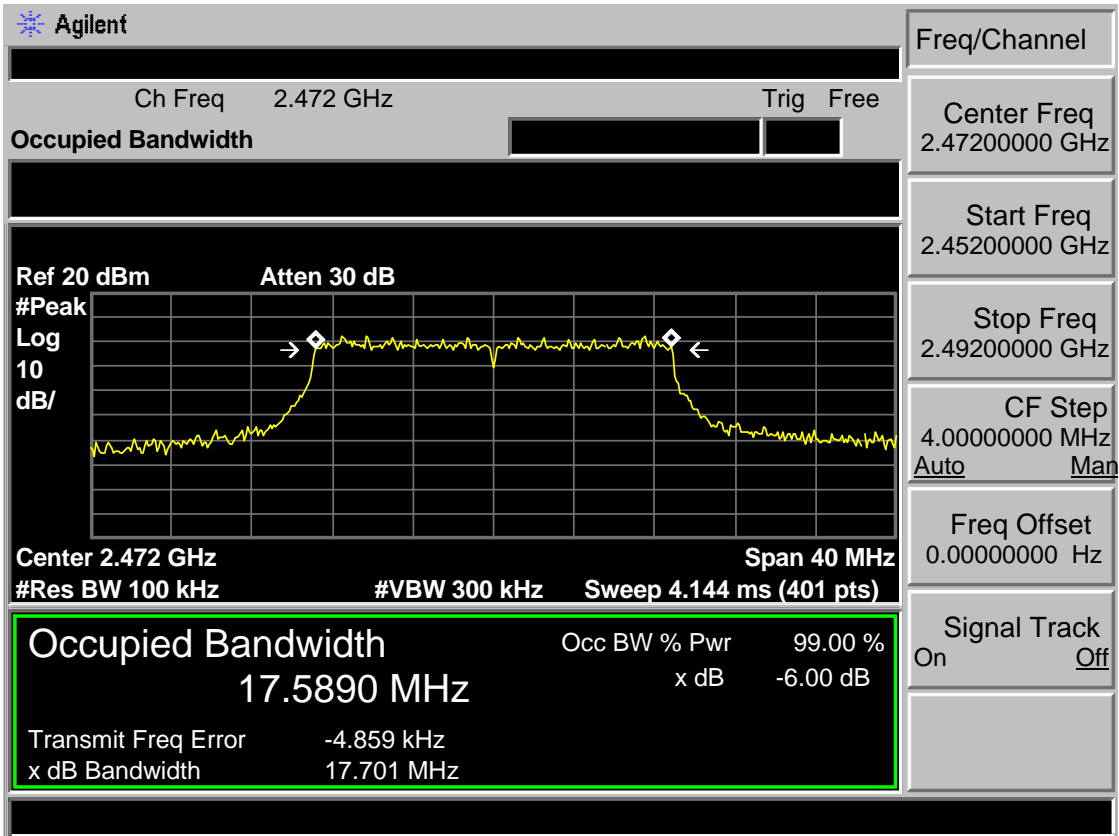 Agilent
Ch Freq 2.472 GHz Trig Free
Occupied Bandwidth
Ref 20 dBm Atten 30 dB
#Peak
Log
10
dB/
Center 2.472 GHz Span 40 MHz
#Res BW 100 kHz #VBW 300 kHz Sweep 4.144 ms (401 pts)
Occupied Bandwidth
17.5890 MHz
Occ BW % Pwr 99.00 %
x dB -6.00 dB
Transmit Freq Error -4.859 kHz
x dB Bandwidth 17.701 MHz
Freq/Channel
Center Freq
2.47200000 GHz
Start Freq
2.45200000 GHz
Stop Freq
2.49200000 GHz
CF Step
4.00000000 MHz
Auto Man
Freq Offset
0.00000000 Hz
Signal Track
On Off